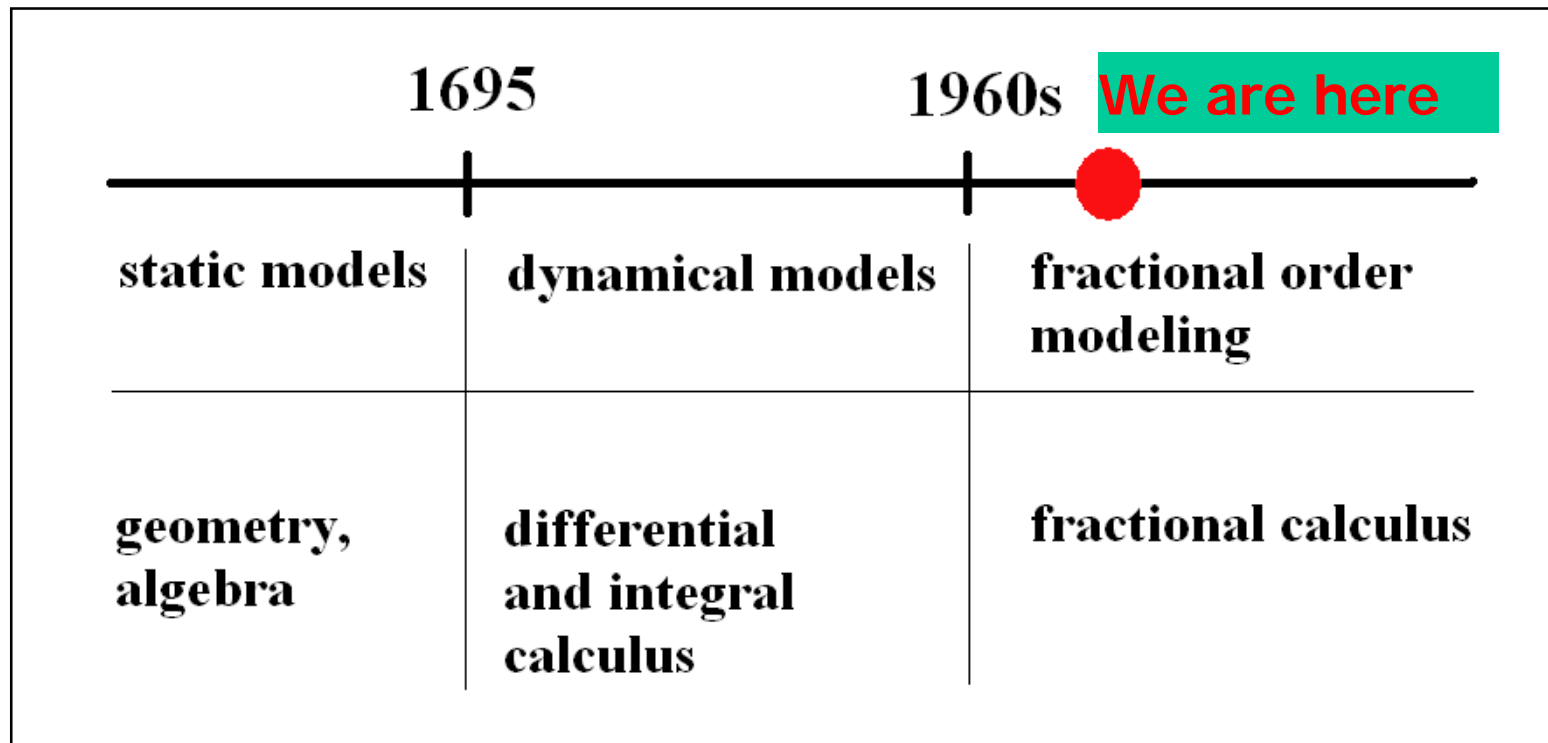 1695
1960s
We are here
static models
dynamical models
fractional order
modeling
geometry,
algebra
differential
and integral
calculus
fractional calculus